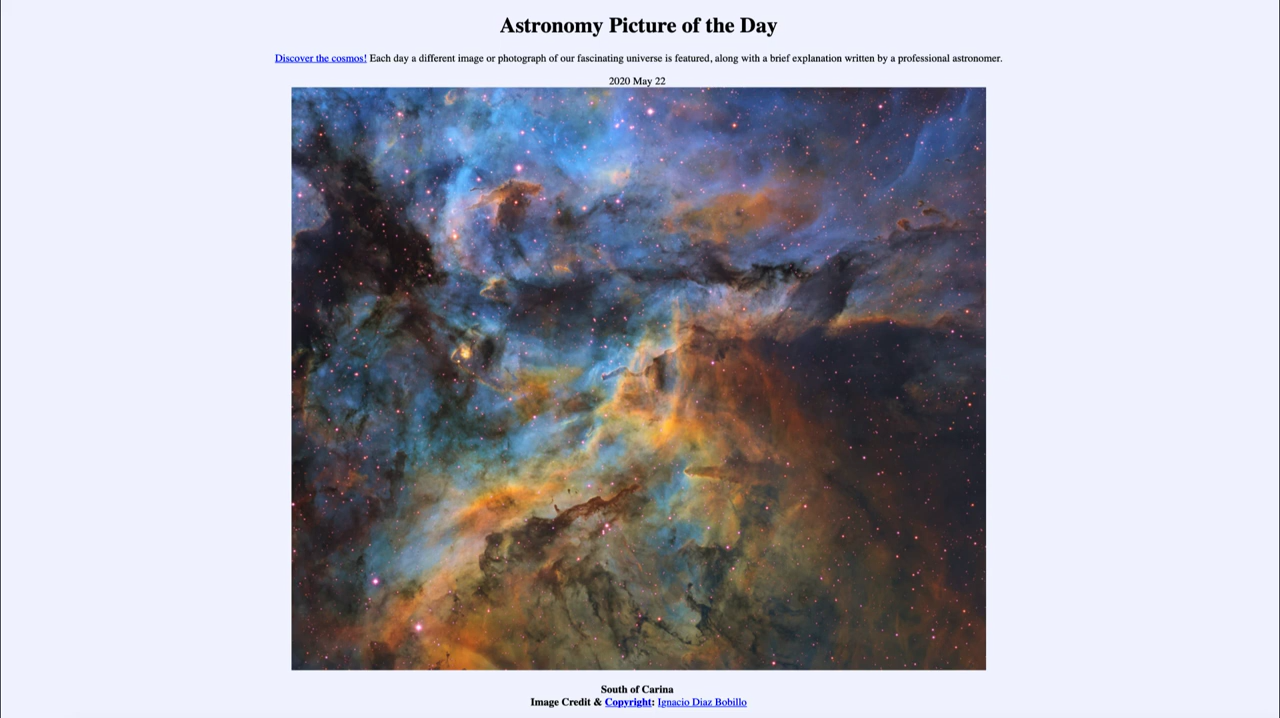 Astronomy Picture of the Day
Discover the cosmos! Each day a different image or photograph of our fascinating universe is featured, along with a brief explanation written by a professional astronomer.
2020 May 22
South of Carina
Image Credit & Copyright: Ignacio Diaz Bobillo